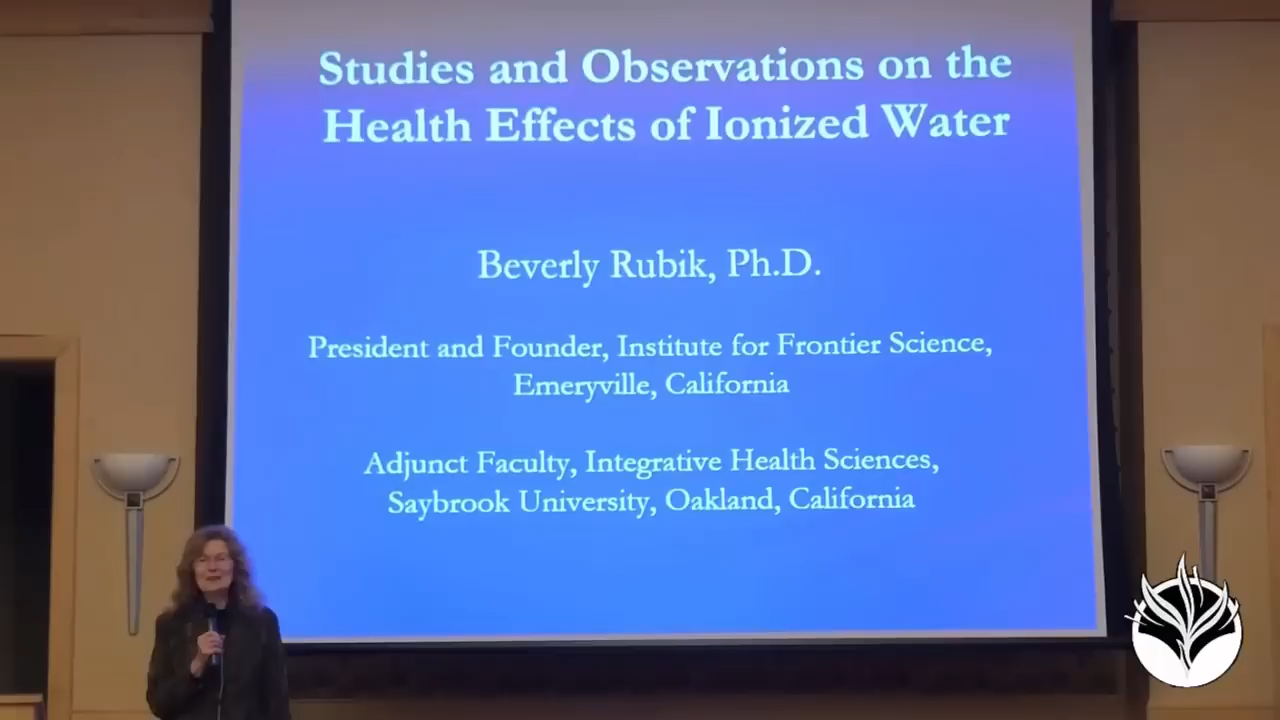 Studies and Observations on the
Health Effects of Ionized Water
Beverly Rubik, Ph.D.
President and Founder, Institute for Frontier Science,
Emeryville, California
Adjunct Faculty, Integrative Health Sciences,
Saybrook University, Oakland, California